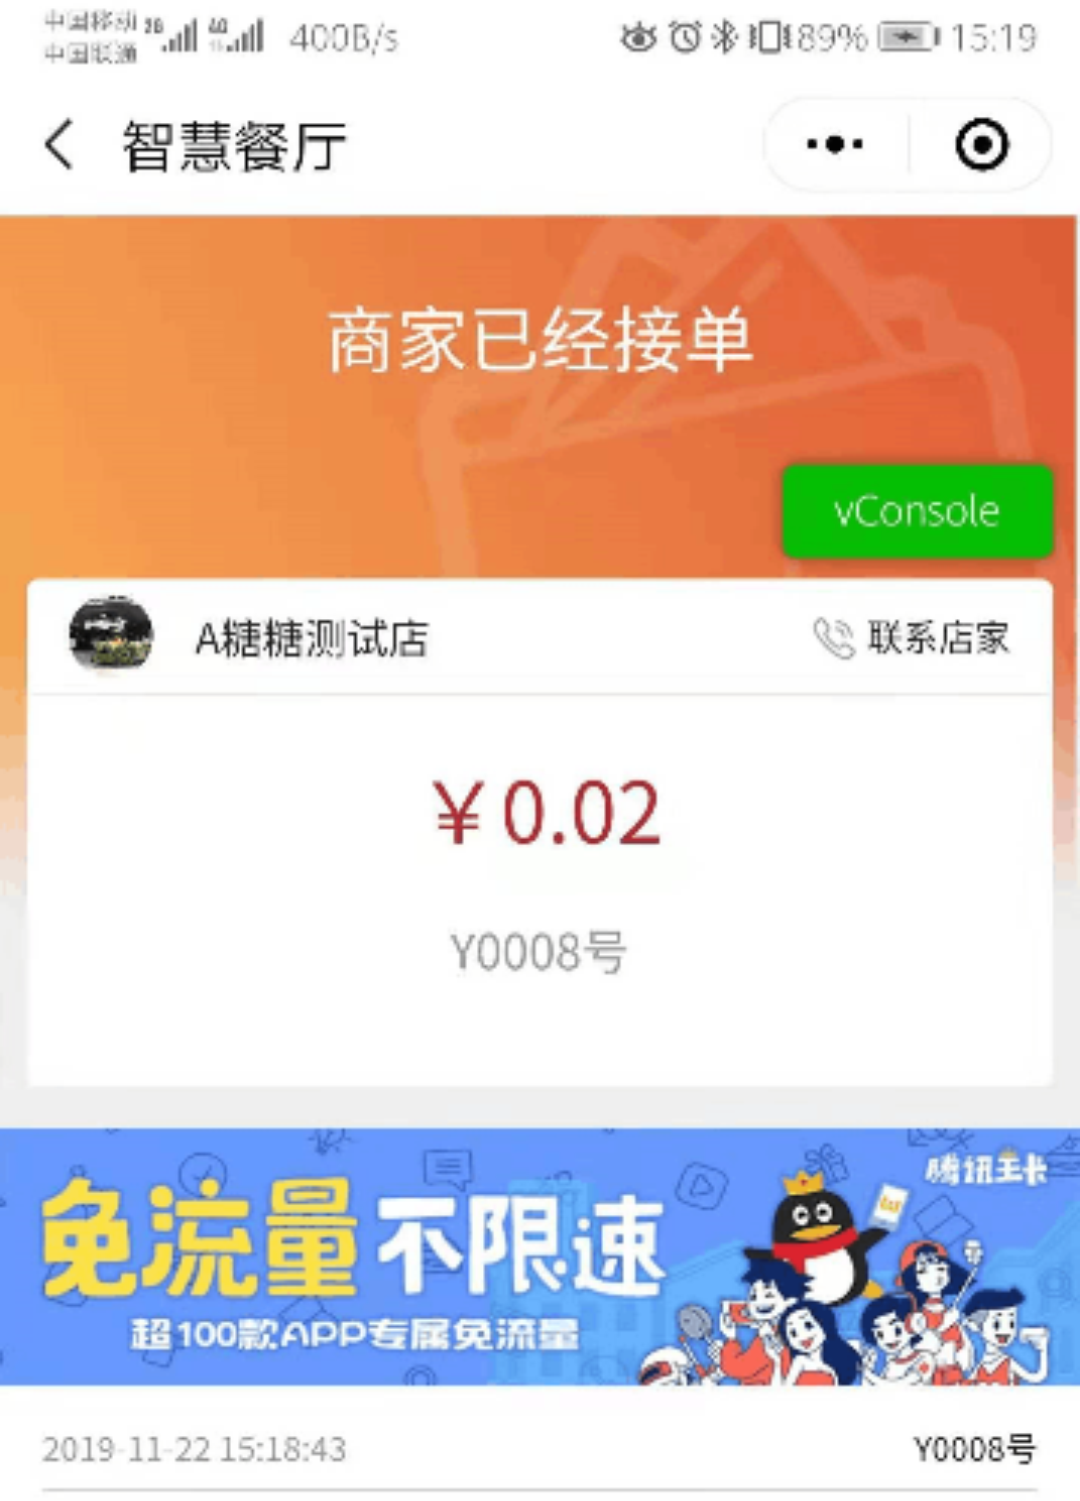 中国移动 2G 4G 400B/s 89% 15:19
中国联通
智慧餐厅
商家已经接单
vConsole
A糖糖测试店 联系店家
¥0.02
Y0008号
腾讯王卡
免流量不限速
超100款APP专属免流量
2019-11-22 15:18:43 Y0008号